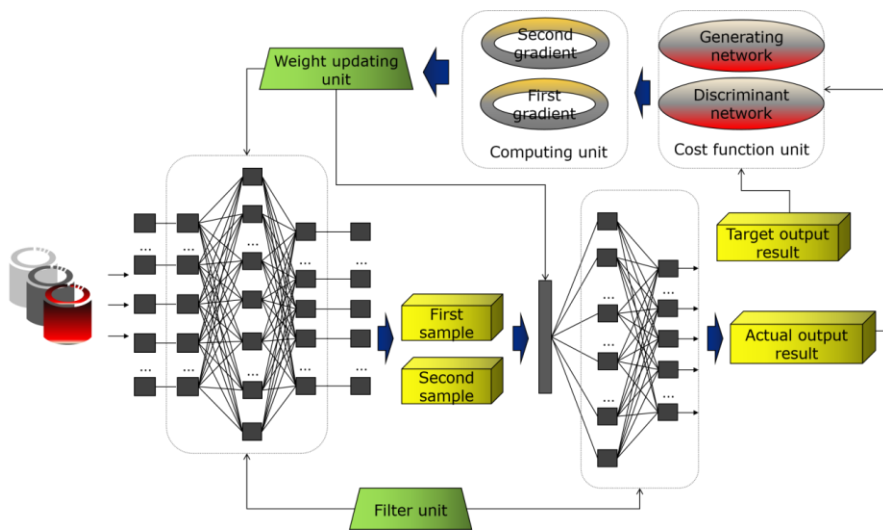 Second
gradient
Generating
network
Weight updating
unit
First
gradient
Discriminant
network
Computing unit
Cost function unit
...
...
...
...
...
...
...
Target output
result
First
sample
...
...
Actual output
result
...
...
...
...
Second
sample
...
...
...
Filter unit